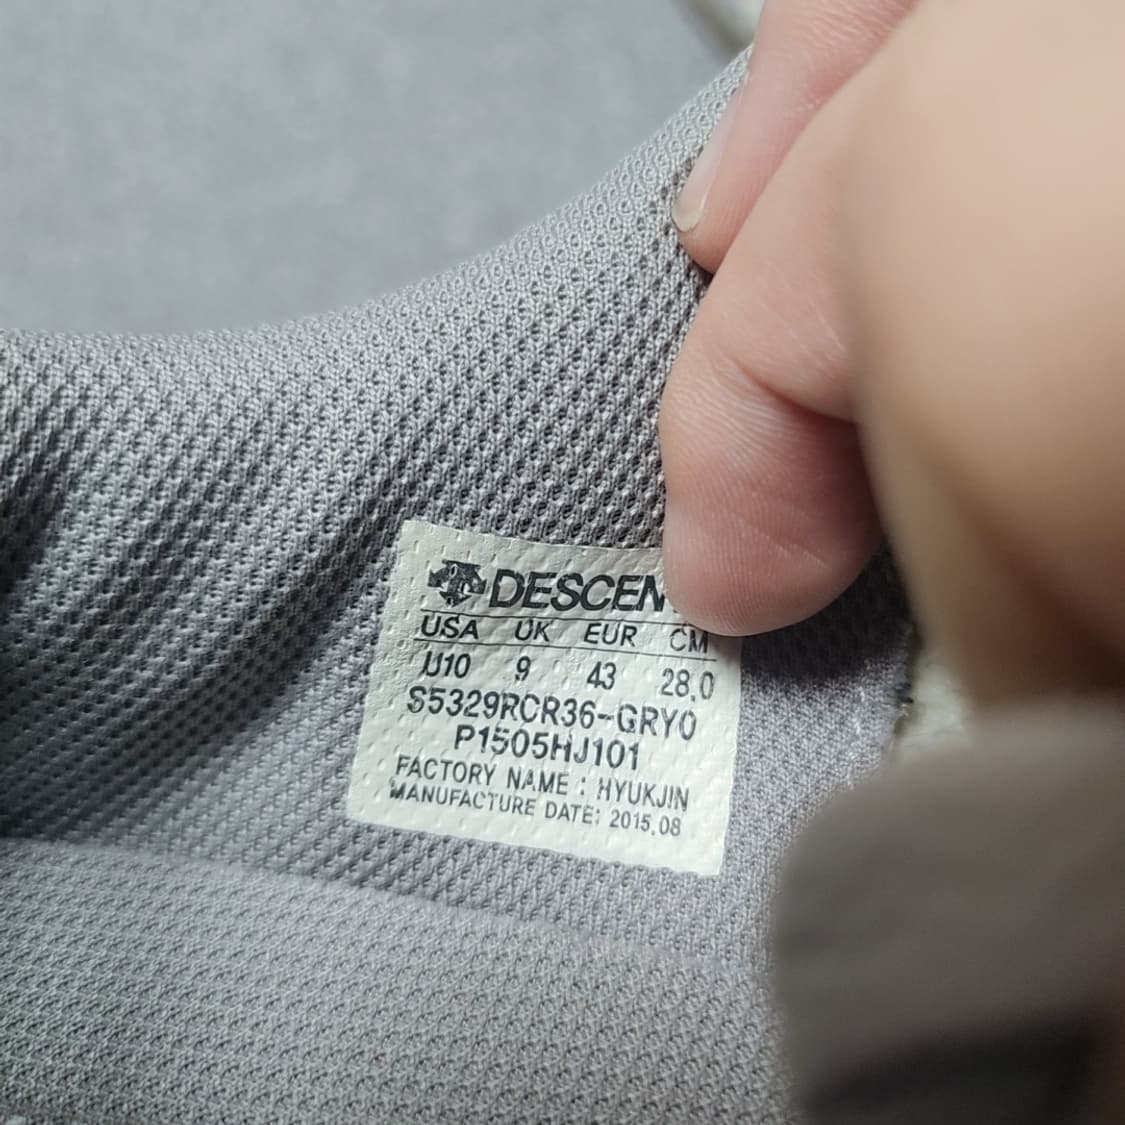 DESCEN
USA UK EUR CM
U10 9 43 28.0
S5329RCR36-GRY0
P1505HJ101
FACTORY NAME : HYUKJIN
MANUFACTURE DATE: 2015.08